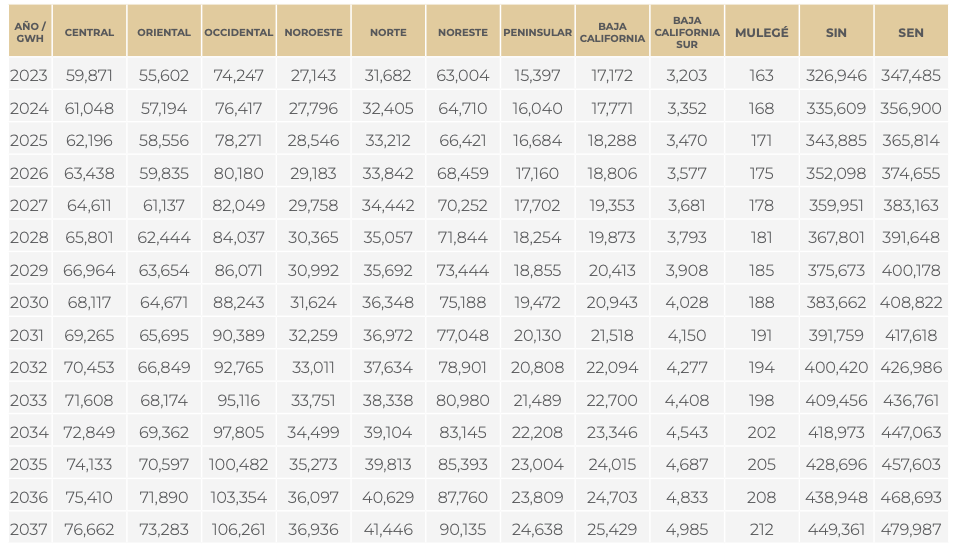 AÑO / GWH CENTRAL ORIENTAL OCCIDENTAL NOROESTE NORTE NORESTE PENINSULAR BAJA CALIFORNIA BAJA CALIFORNIA SUR MULEGÉ SIN SEN
2023 59,871 55,602 74,247 27,143 31,682 63,004 15,397 17,172 3,203 163 326,946 347,485
2024 61,048 57,194 76,417 27,796 32,405 64,710 16,040 17,771 3,352 168 335,609 356,900
2025 62,196 58,556 78,271 28,546 33,212 66,421 16,684 18,288 3,470 171 343,885 365,814
2026 63,438 59,835 80,180 29,183 33,842 68,459 17,160 18,806 3,577 175 352,098 374,655
2027 64,611 61,137 82,049 29,758 34,442 70,252 17,702 19,353 3,681 178 359,951 383,163
2028 65,801 62,444 84,037 30,365 35,057 71,844 18,254 19,873 3,793 181 367,801 391,648
2029 66,964 63,654 86,071 30,992 35,692 73,444 18,855 20,413 3,908 185 375,673 400,178
2030 68,117 64,671 88,243 31,624 36,348 75,188 19,472 20,943 4,028 188 383,662 408,822
2031 69,265 65,695 90,389 32,259 36,972 77,048 20,130 21,518 4,150 191 391,759 417,618
2032 70,453 66,849 92,765 33,011 37,634 78,901 20,808 22,094 4,277 194 400,420 426,986
2033 71,608 68,174 95,116 33,751 38,338 80,980 21,489 22,700 4,408 198 409,456 436,761
2034 72,849 69,362 97,805 34,499 39,104 83,145 22,208 23,346 4,543 202 418,973 447,063
2035 74,133 70,597 100,482 35,273 39,813 85,393 23,004 24,015 4,687 205 428,696 457,603
2036 75,410 71,890 103,354 36,097 40,629 87,760 23,809 24,703 4,833 208 438,948 468,693
2037 76,662 73,283 106,261 36,936 41,446 90,135 24,638 25,429 4,985 212 449,361 479,987